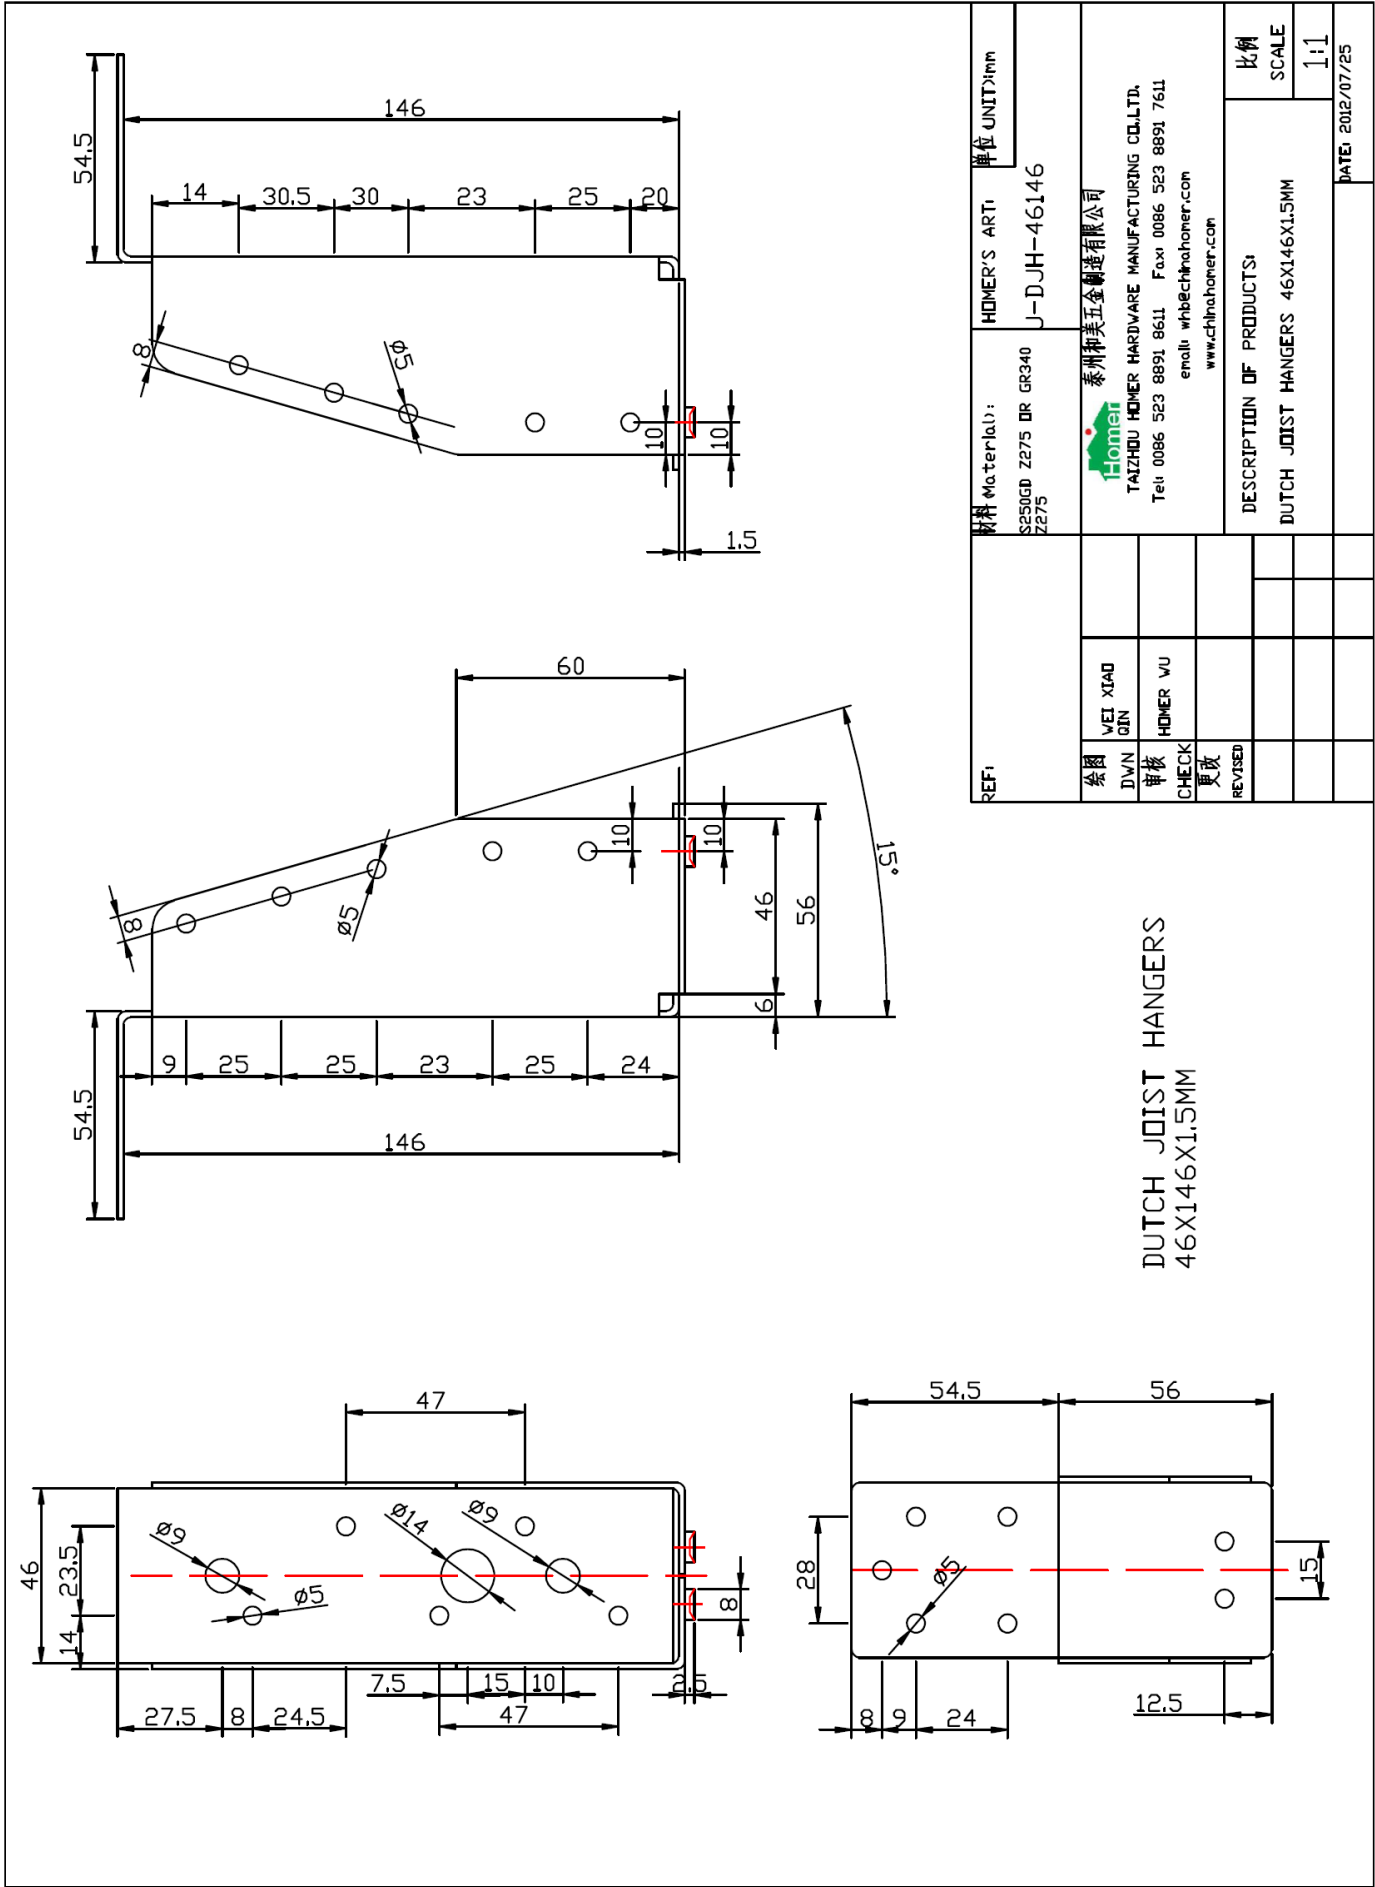 54.5
146
14
30.5
30
23
25
20
8
ø5
10
10
1.5
60
8
ø5
10
10
46
56
6
15°
9
25
25
23
25
24
54.5
146
DUTCH JOIST HANGERS
46X146X1.5MM
47
46
23.5
14
ø9
ø5
ø14
ø9
8
7.5
15
10
2.5
27.5
8
24.5
47
54.5
56
28
ø5
15
8
9
24
12.5
REF:
材料 Material):
S250GD Z275 OR GR340
Z275
HOMER'S ART:
J-DJH-46146
单位 UNIT):mm
绘图
DWN
WEI XIAO
QIN
审核
CHECK
HOMER WU
更改
REVISED
Homer
泰州和美五金制造有限公司
TAIZHOU HOMER HARDWARE MANUFACTURING CO.,LTD.
Tel: 0086 523 8891 8611 Fax: 0086 523 8891 7611
email: whb@chinahomer.com
www.chinahomer.com
DESCRIPTION OF PRODUCTS:
DUTCH JOIST HANGERS 46X146X1.5MM
比例
SCALE
1:1
DATE: 2012/07/25